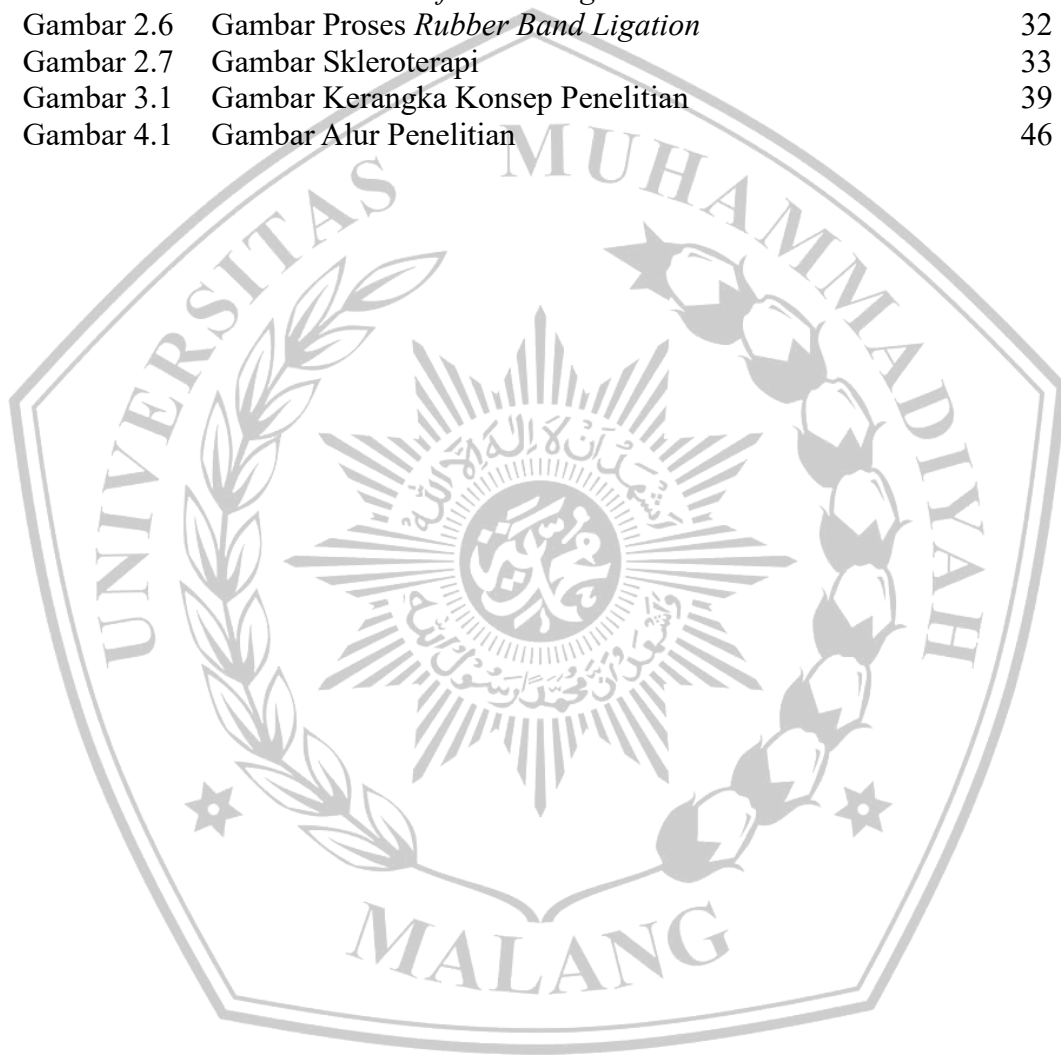 Gambar 2.6 Gambar Proses Rubber Band Ligation 32
Gambar 2.7 Gambar Skleroterapi 33
Gambar 3.1 Gambar Kerangka Konsep Penelitian 39
Gambar 4.1 Gambar Alur Penelitian 46
UNIVERSITAS MUHAMMADIYAH
MALANG